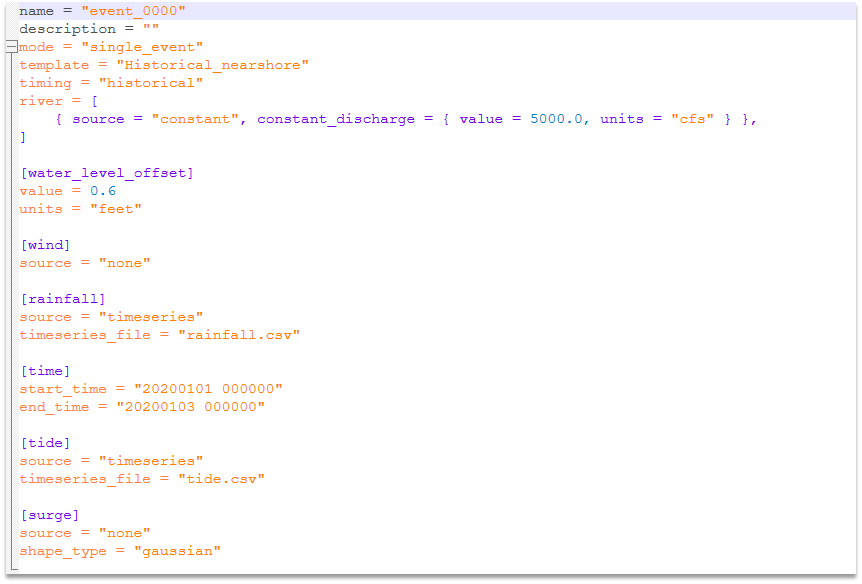 name = "event_0000"
description = ""
mode = "single_event"
template = "Historical_nearshore"
timing = "historical"
river = [
    { source = "constant", constant_discharge = { value = 5000.0, units = "cfs" } },
]

[water_level_offset]
value = 0.6
units = "feet"

[wind]
source = "none"

[rainfall]
source = "timeseries"
timeseries_file = "rainfall.csv"

[time]
start_time = "20200101 000000"
end_time = "20200103 000000"

[tide]
source = "timeseries"
timeseries_file = "tide.csv"

[surge]
source = "none"
shape_type = "gaussian"